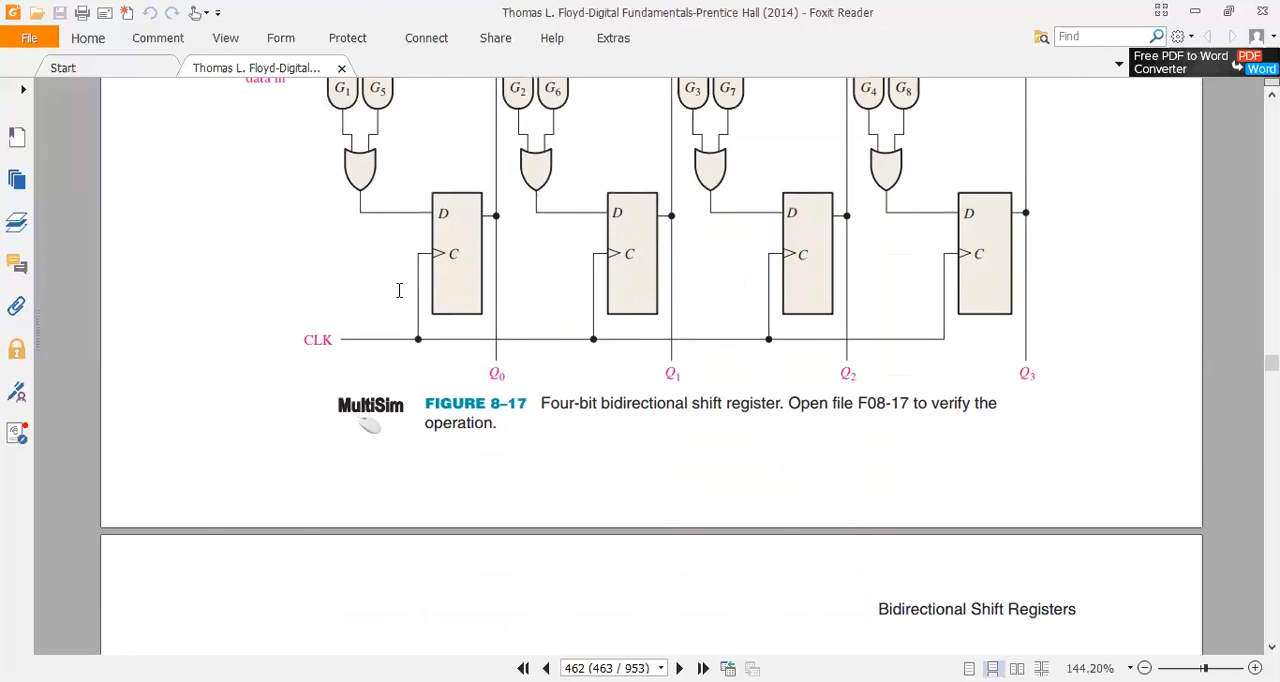 Thomas L. Floyd-Digital Fundamentals-Prentice Hall (2014) - Foxit Reader
File Home Comment View Form Protect Connect Share Help Extras Find
Start Thomas L. Floyd-Digital... Free PDF to Word Converter PDF Word
data in
G1 G5 G2 G6 G3 G7 G4 G8
D D D D
C C C C
CLK
Q0 Q1 Q2 Q3
MultiSim FIGURE 8–17 Four-bit bidirectional shift register. Open file F08-17 to verify the
operation.
Bidirectional Shift Registers
462 (463 / 953) 144.20%